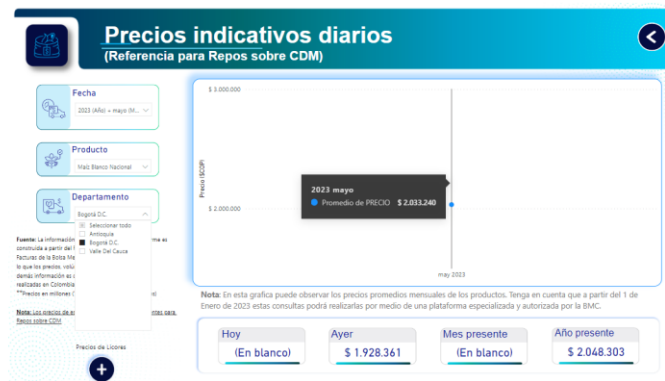 Precios indicativos diarios
(Referencia para Repos sobre CDM)
Fecha
2023 (Año) + mayo (M...
Producto
Maíz Blanco Nacional
Departamento
Bogotá D.C.
Seleccionar todo
Antioquia
Bogotá D.C.
Valle Del Cauca
Fuente: La información
construida a partir del
Facturas de la Bolsa Me
lo que los precios, volú
demás información es
realizadas en Colombia
**Precios en millones (
Nota: Los precios de
Repos sobre CDM
Precios de Licores
Precio ($COP)
$ 3.000.000
$ 2.000.000
2023 mayo
Promedio de PRECIO $ 2.033.240
may 2023
Nota: En esta grafica puede observar los precios promedios mensuales de los productos. Tenga en cuenta que a partir del 1 de
Enero de 2023 estas consultas podrá realizarlas por medio de una plataforma especializada y autorizada por la BMC.
Hoy
(En blanco)
Ayer
$ 1.928.361
Mes presente
(En blanco)
Año presente
$ 2.048.303